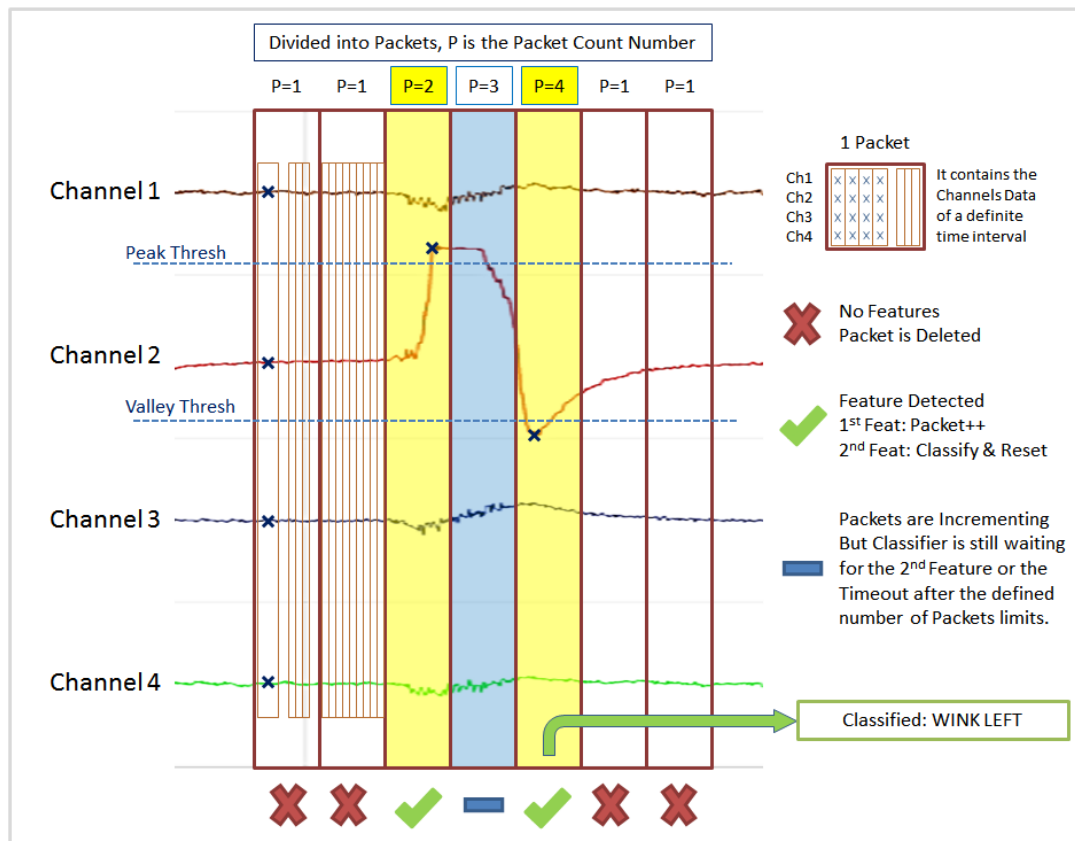 Divided into Packets, P is the Packet Count Number
P=1
P=1
P=2
P=3
P=4
P=1
P=1
1 Packet
Ch1
Ch2
Ch3
Ch4
It contains the
Channels Data
of a definite
time interval
Channel 1
Peak Thresh
Channel 2
Valley Thresh
Channel 3
Channel 4
No Features
Packet is Deleted
Feature Detected
1st Feat: Packet++
2nd Feat: Classify & Reset
Packets are Incrementing
But Classifier is still waiting
for the 2nd Feature or the
Timeout after the defined
number of Packets limits.
Classified: WINK LEFT